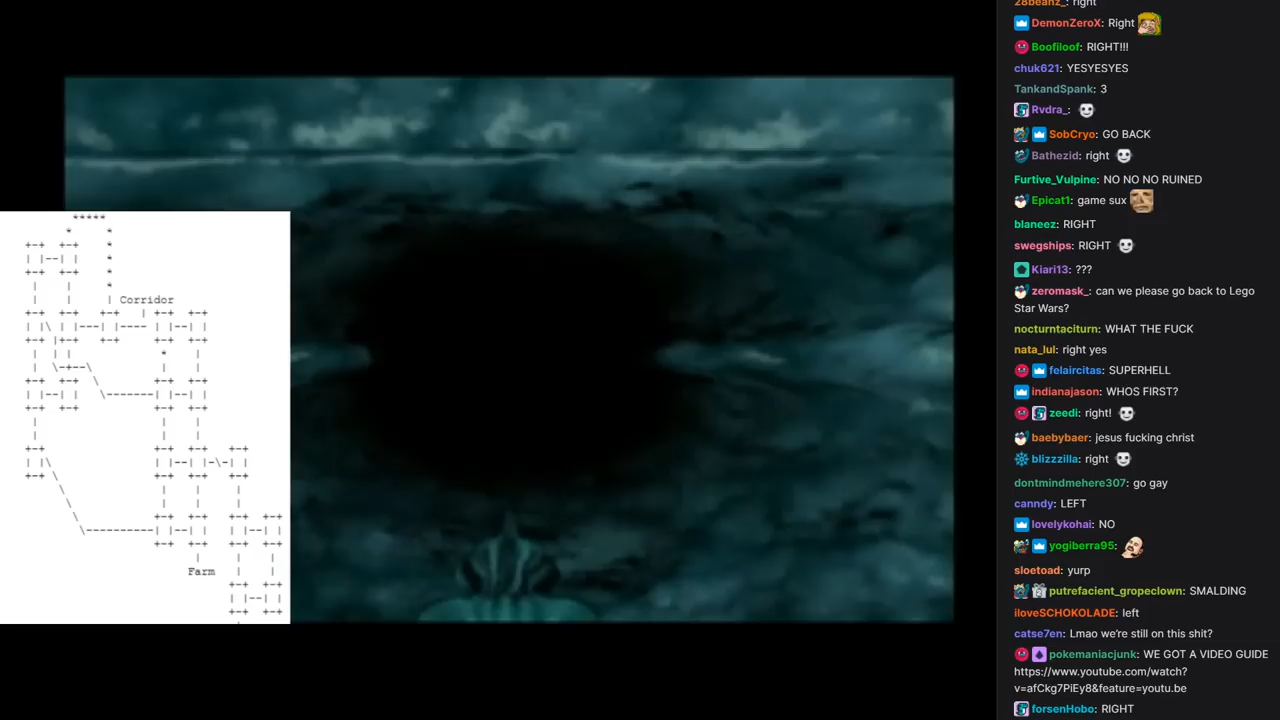 *****
* *
+-+ +-+ *
| |--| | *
+-+ +-+ *
| | *
| | | Corridor
+-+ +-+ +-+ | +-+ +-+
| |\ | |---| |---- | |--| |
+-+ |+-+ +-+ +-+ +-+
| | | * |
| \-+--\ | |
+-+ +-+ \ +-+ +-+
| |--| | \-------| |--| |
+-+ +-+ +-+ +-+
| | |
| | |
+-+ +-+ +-+ +-+
| |\ | |--| |-\-| |
+-+ \ +-+ +-+ +-+
\ | | |
\ | | |
\ +-+ +-+ +-+ +-+
\----------| |--| | | |--| |
+-+ +-+ +-+ +-+
| | |
Farm | |
+-+ +-+
| |--| |
+-+ +-+
28beanz_: right
DemonZeroX: Right
Boofiloof: RIGHT!!!
chuk621: YESYESYES
TankandSpank: 3
Rvdra_:
SobCryo: GO BACK
Bathezid: right
Furtive_Vulpine: NO NO NO RUINED
Epicat1: game sux
blaneez: RIGHT
swegships: RIGHT
Kiari13: ???
zeromask_: can we please go back to Lego
Star Wars?
nocturntaciturn: WHAT THE FUCK
nata_lul: right yes
felaircitas: SUPERHELL
indianajason: WHOS FIRST?
zeedi: right!
baebybaer: jesus fucking christ
blizzzilla: right
dontmindmehere307: go gay
canndy: LEFT
lovelykohai: NO
yogiberra95:
sloetoad: yurp
putrefacient_gropeclown: SMALDING
iloveSCHOKOLADE: left
catse7en: Lmao we're still on this shit?
pokemaniacjunk: WE GOT A VIDEO GUIDE
https://www.youtube.com/watch?
v=afCkg7PiEy8&feature=youtu.be
forsenHobo: RIGHT